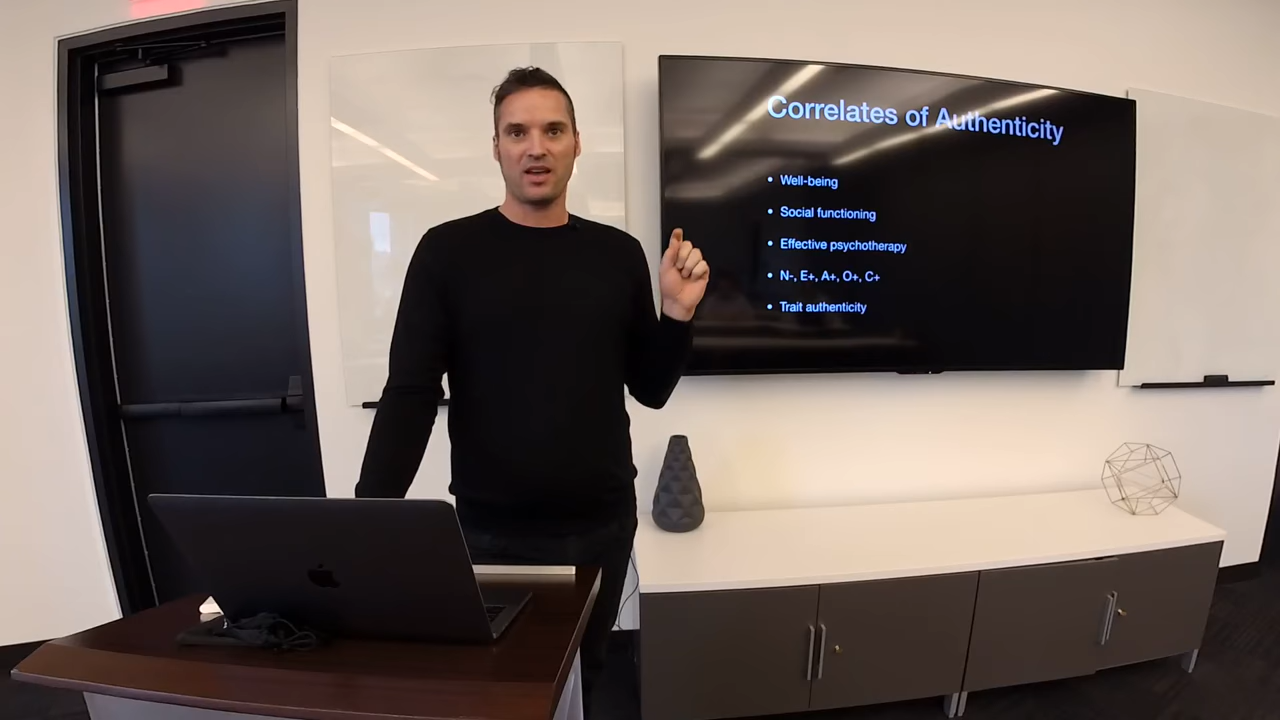 Correlates of Authenticity
• Well-being
• Social functioning
• Effective psychotherapy
• N-, E+, A+, O+, C+
• Trait authenticity